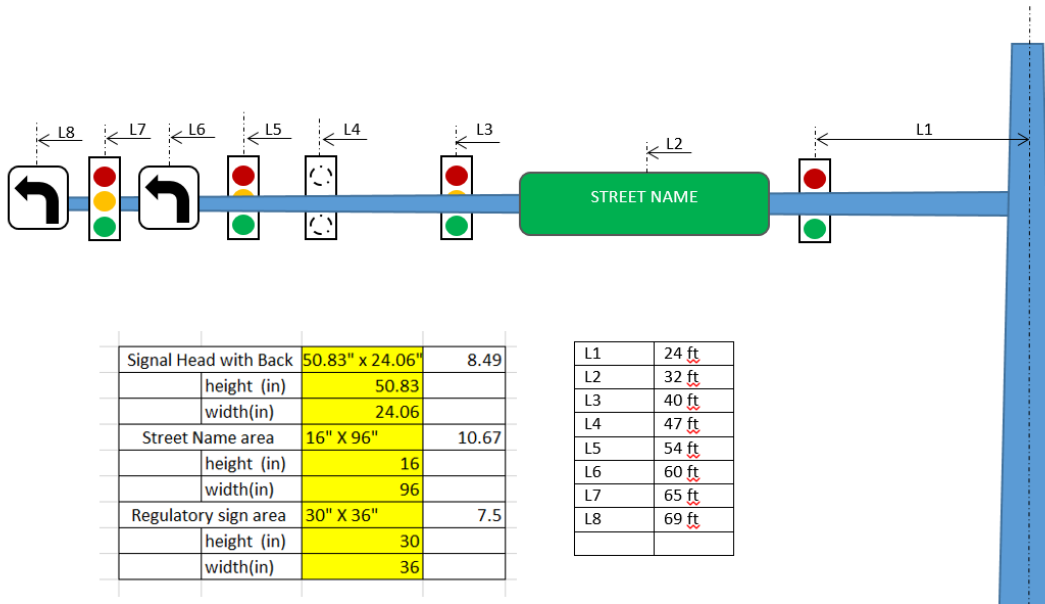 L8 L7 L6 L5 L4 L3 L2 L1
STREET NAME
Signal Head with Back 50.83" x 24.06" 8.49
height (in) 50.83
width(in) 24.06
Street Name area 16" X 96" 10.67
height (in) 16
width(in) 96
Regulatory sign area 30" X 36" 7.5
height (in) 30
width(in) 36
L1 24 ft
L2 32 ft
L3 40 ft
L4 47 ft
L5 54 ft
L6 60 ft
L7 65 ft
L8 69 ft